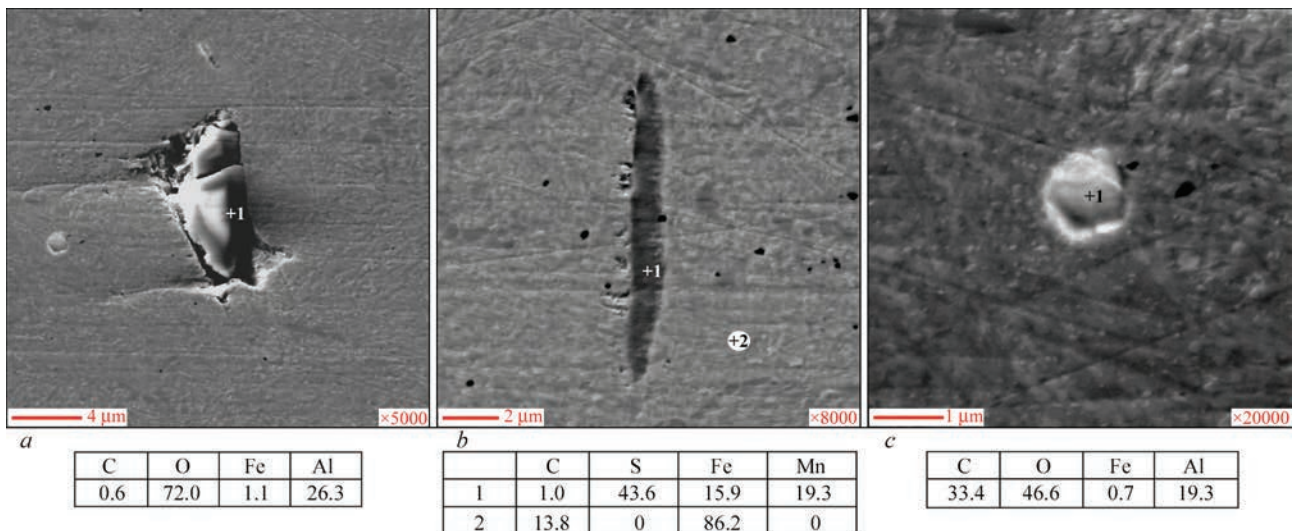 +1
4 µm ×5000
+1
+2
2 µm ×8000
+1
1 µm ×20000
a
C O Fe Al
0.6 72.0 1.1 26.3
b
C S Fe Mn
1 1.0 43.6 15.9 19.3
2 13.8 0 86.2 0
c
C O Fe Al
33.4 46.6 0.7 19.3